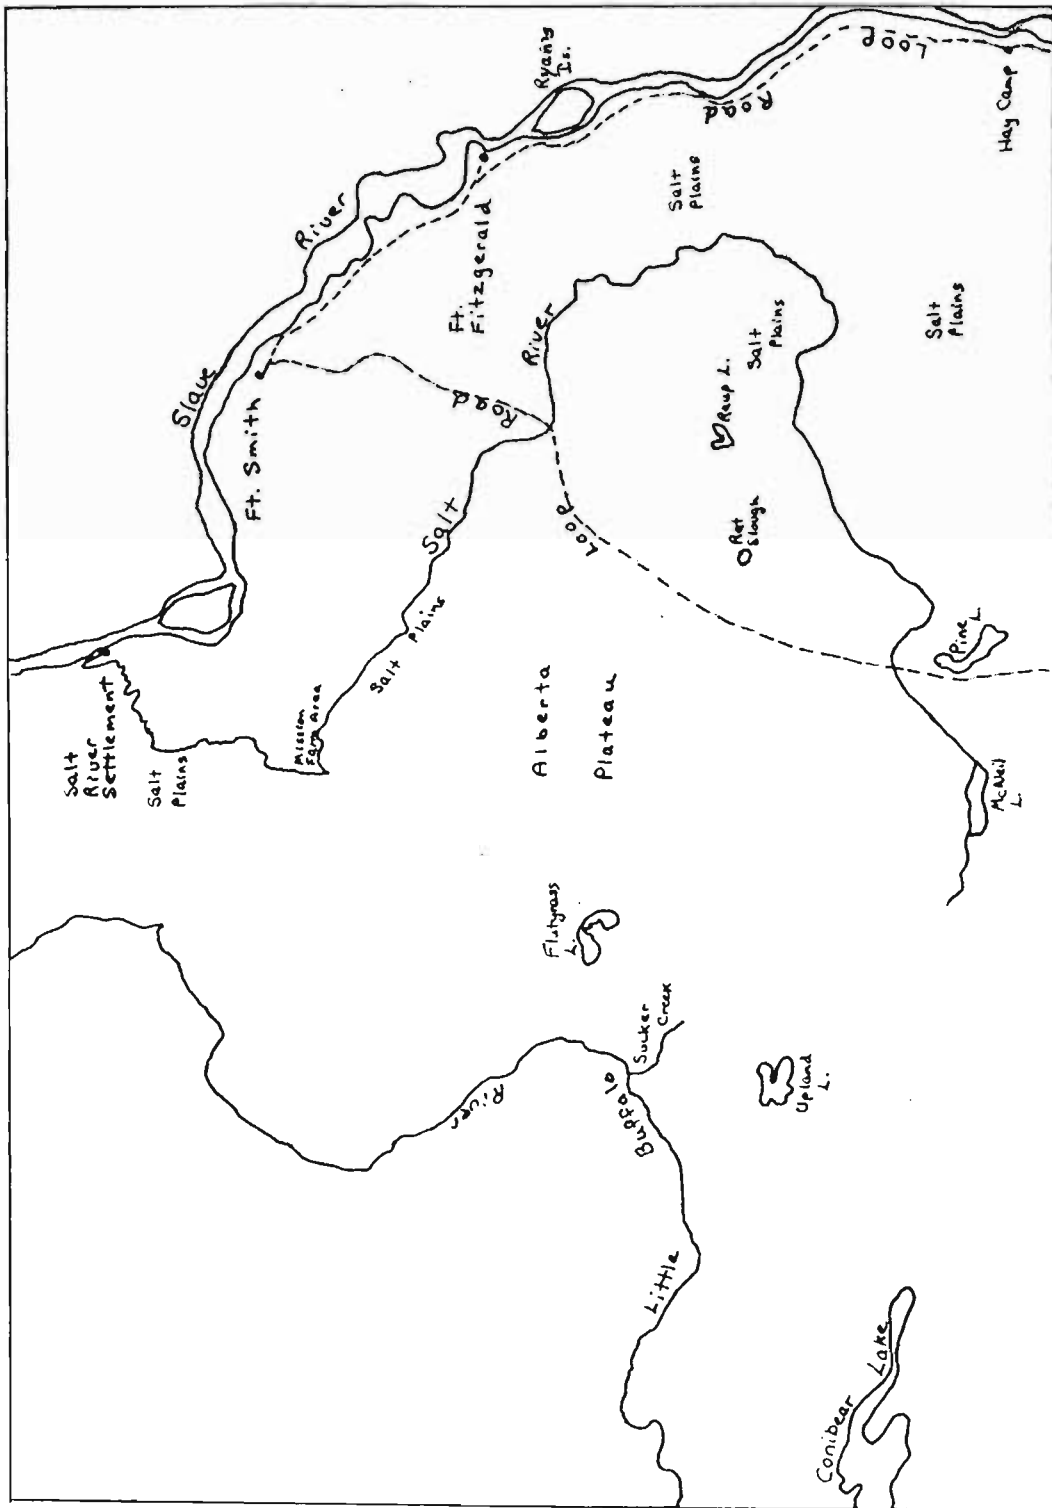 Slave
River
Ryans
Is.
Ft. Smith
Ft.
Fitzgerald
Road
Loop
Road
Loop
Hay Camp
Salt
River
Settlement
Salt
Plains
Mission
Farm Area
Salt
River
Salt Plains
Salt
Plains
Salt
Plains
Salt
Plains
Raup L.
Rat
Slough
Pine
L.
McNeil
L.
Alberta
Plateau
Flatgrass
L.
Sucker
Creek
Upland
L.
Little
Buffalo
River
Conibear
Lake